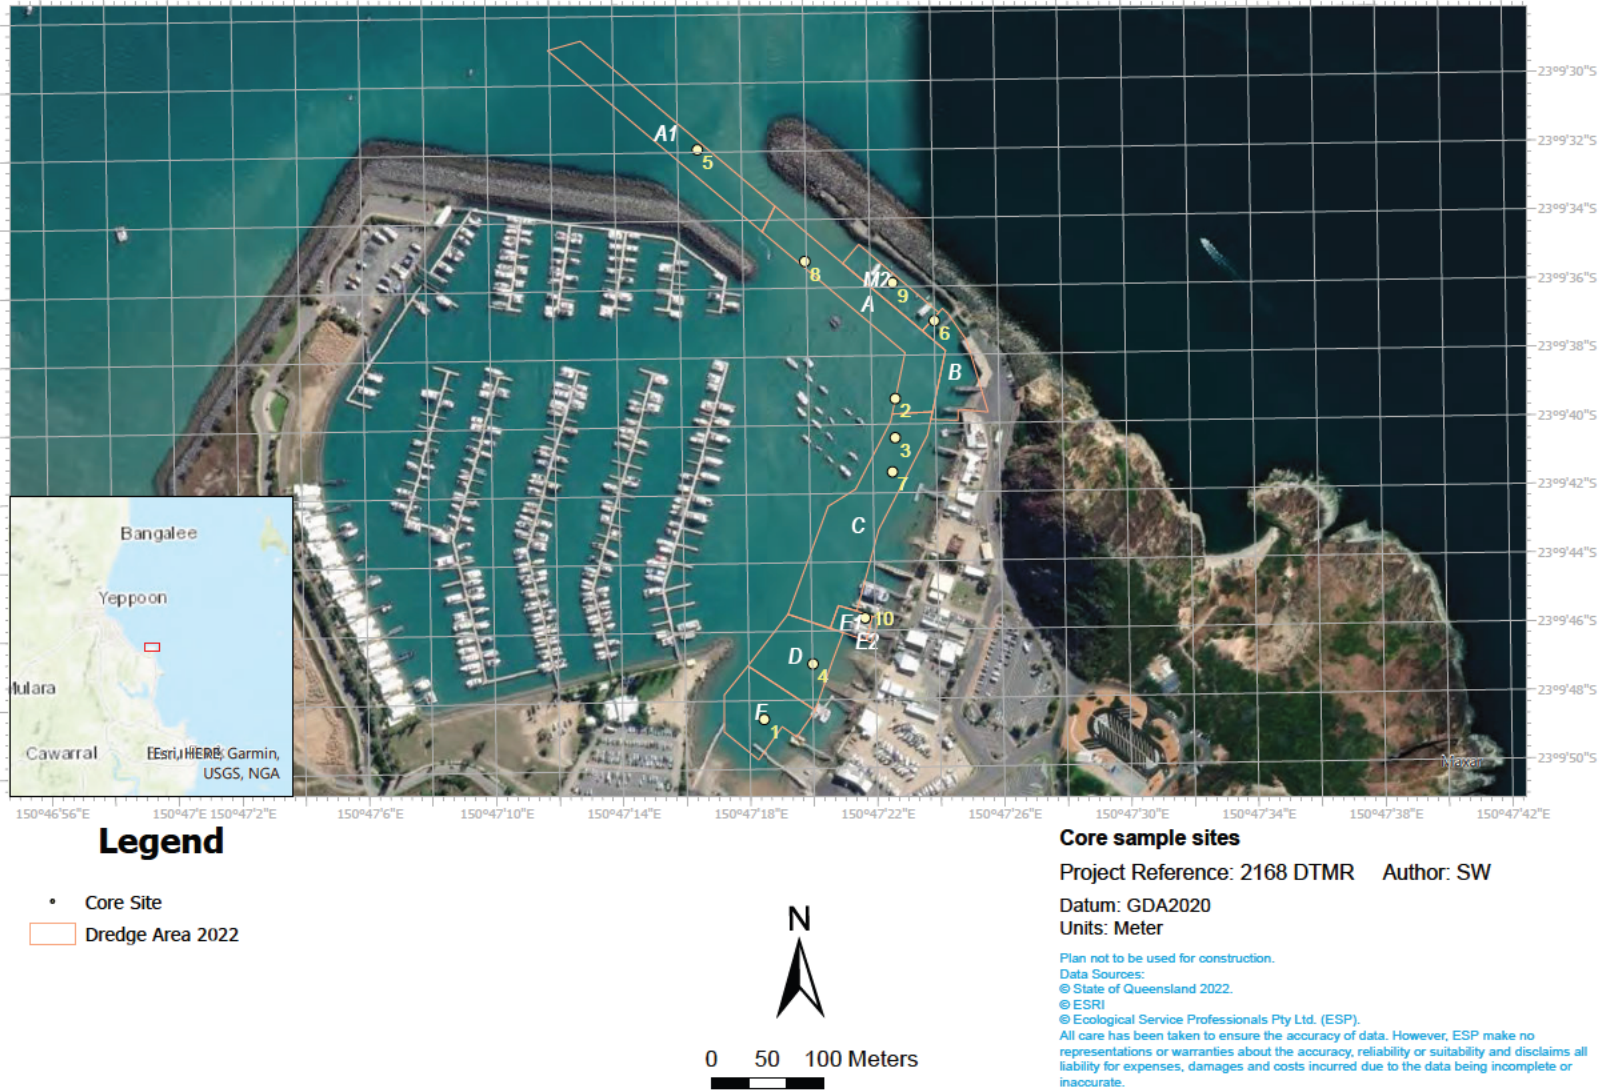 23°9'30"S
23°9'32"S
23°9'34"S
23°9'36"S
23°9'38"S
23°9'40"S
23°9'42"S
23°9'44"S
23°9'46"S
23°9'48"S
23°9'50"S
A1
5
8
M2
9
A
6
B
2
3
7
C
E1
10
E2
D
4
F
1
Bangalee
Yeppoon
Mulara
Cawarral
Esri, HERE, Garmin,
USGS, NGA
Maxar
150°46'56"E
150°47'E
150°47'2"E
150°47'6"E
150°47'10"E
150°47'14"E
150°47'18"E
150°47'22"E
150°47'26"E
150°47'30"E
150°47'34"E
150°47'38"E
150°47'42"E
Legend
Core Site
Dredge Area 2022
N
0 50 100 Meters
Core sample sites
Project Reference: 2168 DTMR Author: SW
Datum: GDA2020
Units: Meter
Plan not to be used for construction.
Data Sources:
© State of Queensland 2022.
© ESRI
© Ecological Service Professionals Pty Ltd. (ESP).
All care has been taken to ensure the accuracy of data. However, ESP make no
representations or warranties about the accuracy, reliability or suitability and disclaims all
liability for expenses, damages and costs incurred due to the data being incomplete or
inaccurate.